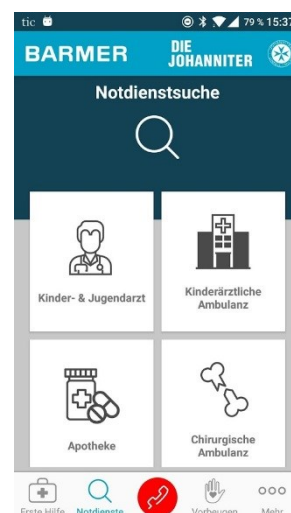 tic 79 % 15:37
BARMER
DIE
JOHANNITER
Notdienstsuche
Kinder- & Jugendarzt
Kinderärztliche
Ambulanz
Apotheke
Chirurgische
Ambulanz
Erste Hilfe Notdienste Vorbeugen Mehr